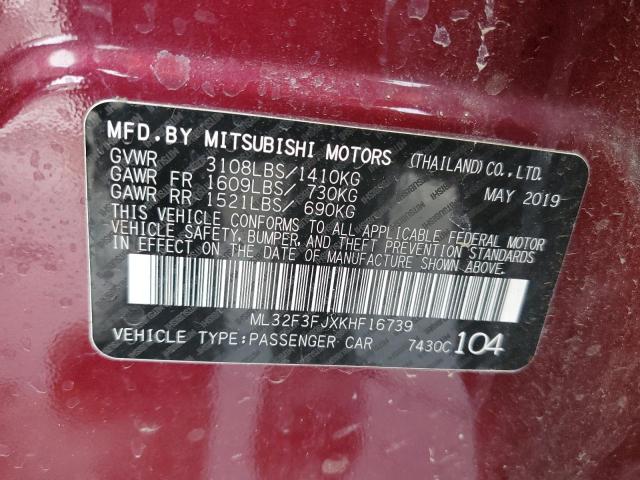 MFD.BY MITSUBISHI MOTORS (THAILAND)CO.,LTD.
GVWR 3108LBS/1410KG MAY 2019
GAWR FR 1609LBS/ 730KG
GAWR RR 1521LBS/ 690KG
THIS VEHICLE CONFORMS TO ALL APPLICABLE FEDERAL MOTOR
VEHICLE SAFETY,BUMPER,AND THEFT PREVENTION STANDARDS
IN EFFECT ON THE DATE OF MANUFACTURE SHOWN ABOVE.
ML32F3FJXKHF16739
VEHICLE TYPE:PASSENGER CAR 7430C 104